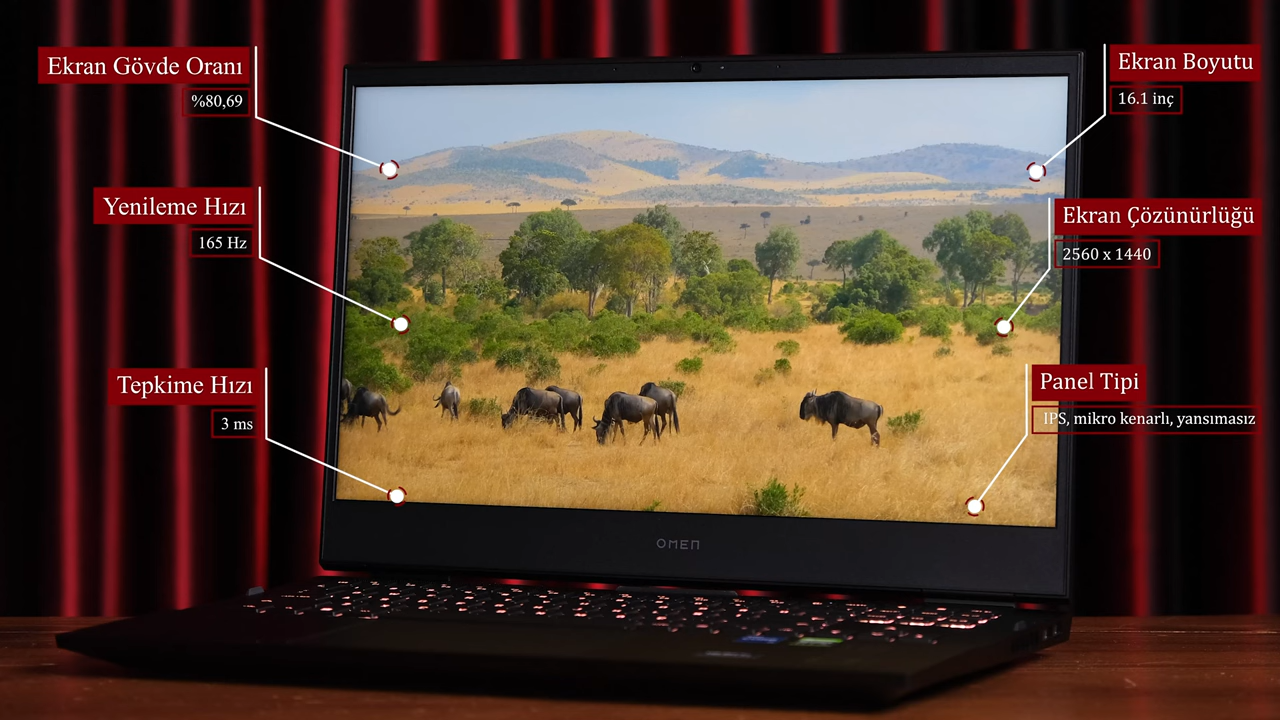 Ekran Gövde Oranı
%80,69
Yenileme Hızı
165 Hz
Tepkime Hızı
3 ms
Ekran Boyutu
16.1 inç
Ekran Çözünürlüğü
2560 x 1440
Panel Tipi
IPS, mikro kenarlı, yansımasız
OMEN